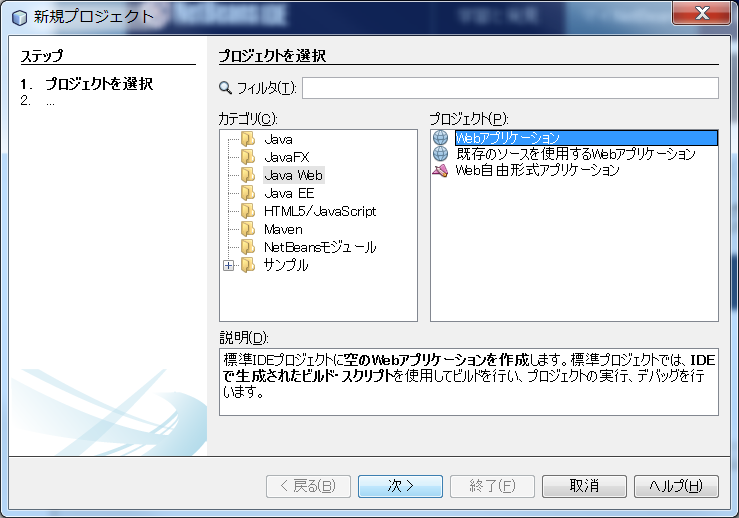 新規プロジェクト
ステップ
1. プロジェクトを選択
2. ...
プロジェクトを選択
フィルタ(I):
カテゴリ(C):
Java
JavaFX
Java Web
Java EE
HTML5/JavaScript
Maven
NetBeansモジュール
サンプル
プロジェクト(P):
Webアプリケーション
既存のソースを使用するWebアプリケーション
Web自由形式アプリケーション
説明(D):
標準IDEプロジェクトに空のWebアプリケーションを作成します。標準プロジェクトでは、IDE
で生成されたビルド・スクリプトを使用してビルドを行い、プロジェクトの実行、デバッグを行
います。
< 戻る(B)
次 >
終了(F)
取消
ヘルプ(H)